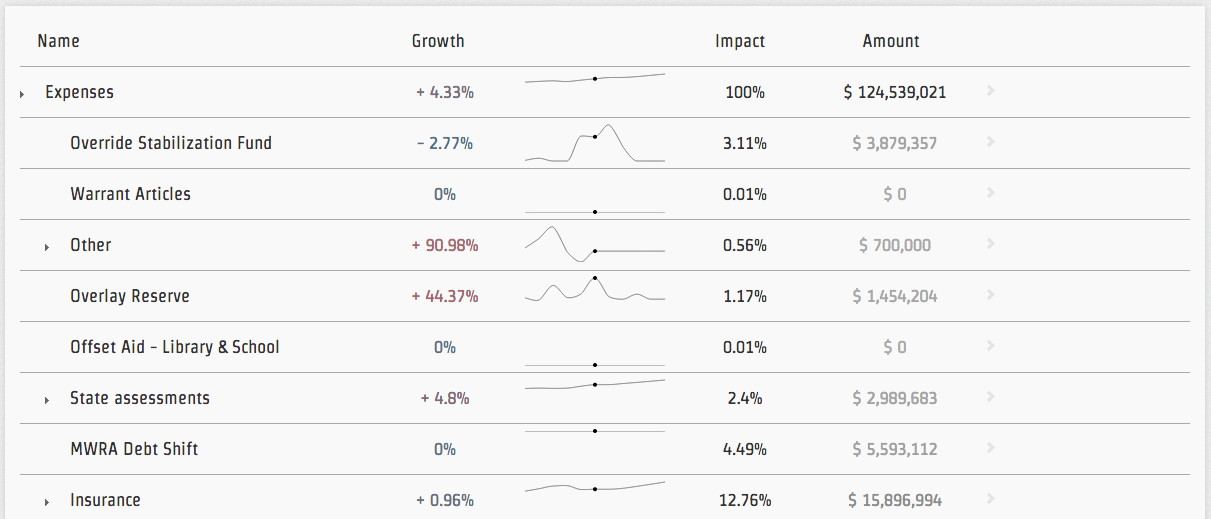 Name Growth Impact Amount
Expenses + 4.33% 100% $ 124,539,021
Override Stabilization Fund - 2.77% 3.11% $ 3,879,357
Warrant Articles 0% 0.01% $ 0
Other + 90.98% 0.56% $ 700,000
Overlay Reserve + 44.37% 1.17% $ 1,454,204
Offset Aid - Library & School 0% 0.01% $ 0
State assessments + 4.8% 2.4% $ 2,989,683
MWRA Debt Shift 0% 4.49% $ 5,593,112
Insurance + 0.96% 12.76% $ 15,896,994